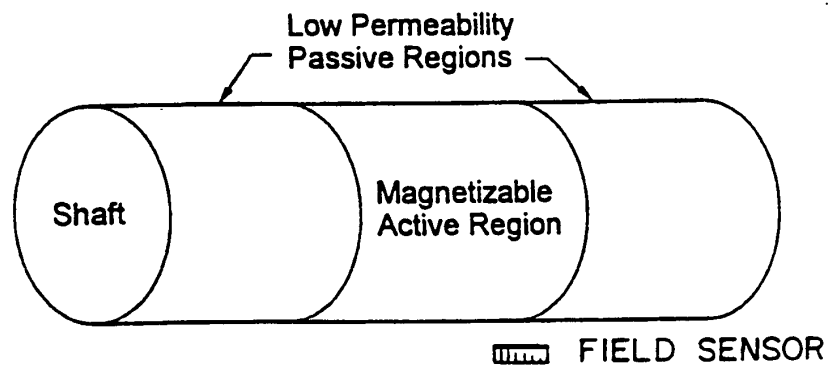 Low Permeability
Passive Regions
Shaft
Magnetizable
Active Region
FIELD SENSOR